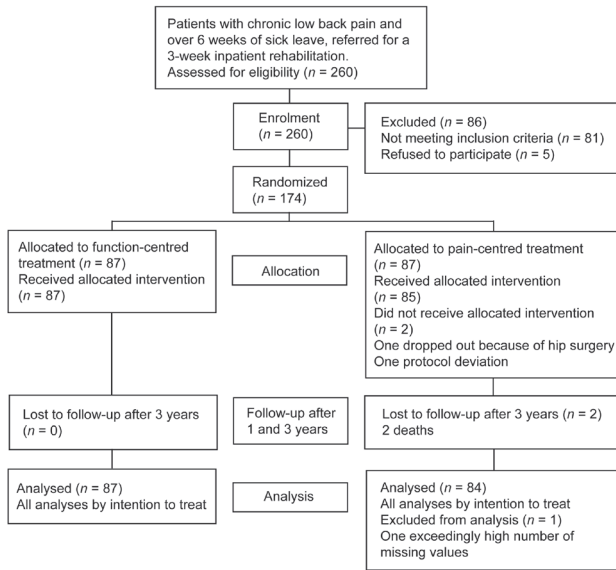 Patients with chronic low back pain and
over 6 weeks of sick leave, referred for a
3-week inpatient rehabilitation.
Assessed for eligibility (n = 260)
Enrolment
(n = 260)
Excluded (n = 86)
Not meeting inclusion criteria (n = 81)
Refused to participate (n = 5)
Randomized
(n = 174)
Allocated to function-centred
treatment (n = 87)
Received allocated intervention
(n = 87)
Allocation
Allocated to pain-centred treatment
(n = 87)
Received allocated intervention
(n = 85)
Did not receive allocated intervention
(n = 2)
One dropped out because of hip surgery
One protocol deviation
Lost to follow-up after 3 years
(n = 0)
Follow-up after
1 and 3 years
Lost to follow-up after 3 years (n = 2)
2 deaths
Analysed (n = 87)
All analyses by intention to treat
Analysis
Analysed (n = 84)
All analyses by intention to treat
Excluded from analysis (n = 1)
One exceedingly high number of
missing values